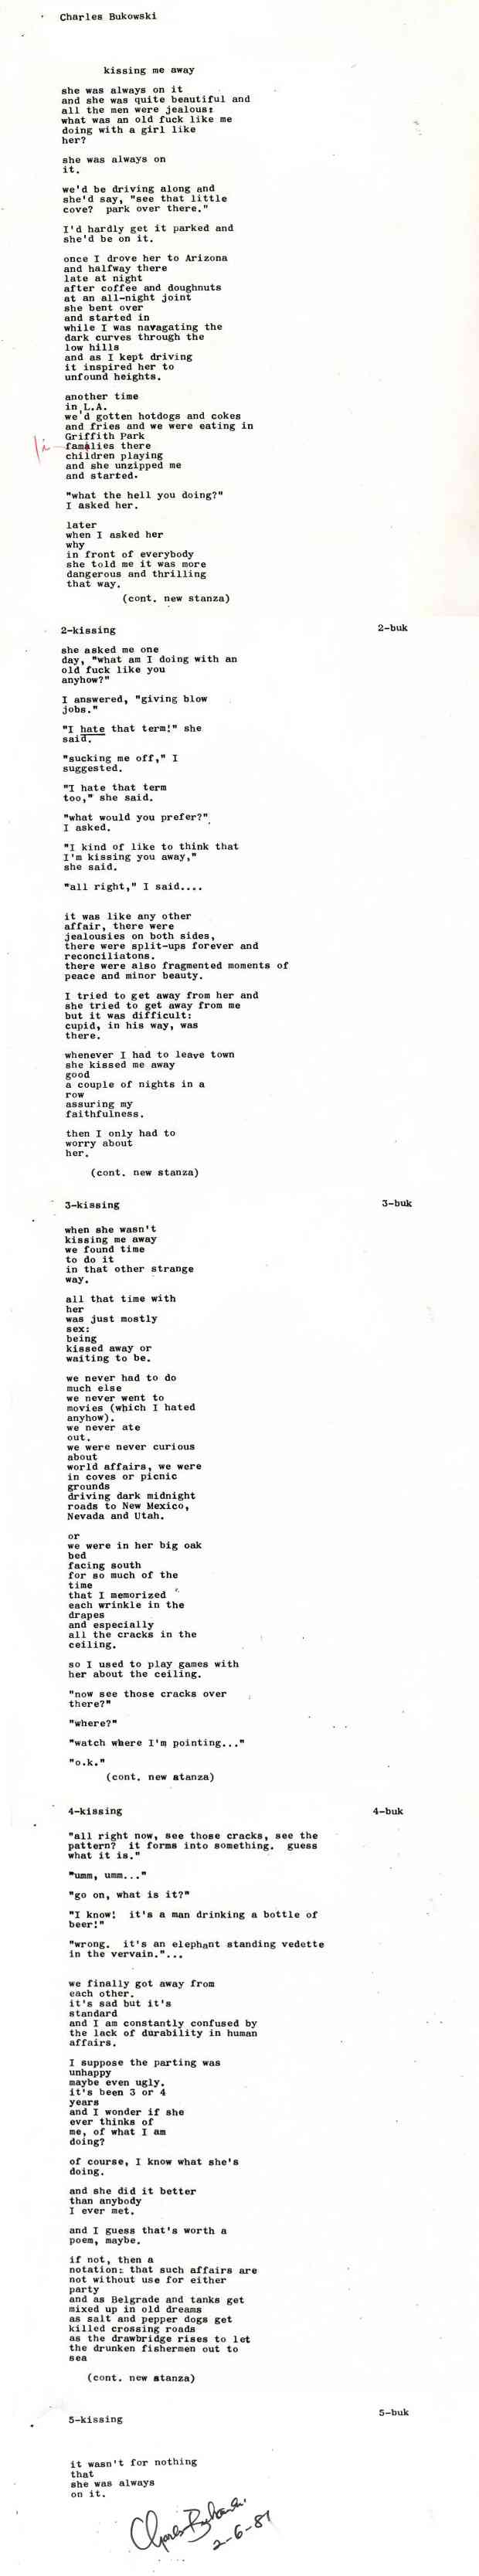 Charles Bukowski
kissing me away
she was always on it
and she was quite beautiful and
all the men were jealous:
what was an old fuck like me
doing with a girl like
her?
she was always on
it.
we'd be driving along and
she'd say, "see that little
cove? park over there."
I'd hardly get it parked and
she'd be on it.
once I drove her to Arizona
and halfway there
late at night
after coffee and doughnuts
at an all-night joint
she bent over
and started in
while I was navagating the
dark curves through the
low hills
and as I kept driving
it inspired her to
unfound heights.
another time
in L.A.
we'd gotten hotdogs and cokes
and fries and we were eating in
Griffith Park
families there
children playing
and she unzipped me
and started.
"what the hell you doing?"
I asked her.
later
when I asked her
why
in front of everybody
she told me it was more
dangerous and thrilling
that way.
(cont. new stanza)
2-kissing 2-buk
she asked me one
day, "what am I doing with an
old fuck like you
anyhow?"
I answered, "giving blow
jobs."
"I hate that term!" she
said.
"sucking me off," I
suggested.
"I hate that term
too," she said.
"what would you prefer?"
I asked.
"I kind of like to think that
I'm kissing you away,"
she said.
"all right," I said....
it was like any other
affair, there were
jealousies on both sides,
there were split-ups forever and
reconciliatons.
there were also fragmented moments of
peace and minor beauty.
I tried to get away from her and
she tried to get away from me
but it was difficult:
cupid, in his way, was
there.
whenever I had to leave town
she kissed me away
good
a couple of nights in a
row
assuring my
faithfulness.
then I only had to
worry about
her.
(cont. new stanza)
3-kissing 3-buk
when she wasn't
kissing me away
we found time
to do it
in that other strange
way.
all that time with
her
was just mostly
sex:
being
kissed away or
waiting to be.
we never had to do
much else
we never went to
movies (which I hated
anyhow).
we never ate
out.
we were never curious
about
world affairs, we were
in coves or picnic
grounds
driving dark midnight
roads to New Mexico,
Nevada and Utah.
or
we were in her big oak
bed
facing south
for so much of the
time
that I memorized
each wrinkle in the
drapes
and especially
all the cracks in the
ceiling.
so I used to play games with
her about the ceiling.
"now see those cracks over
there?"
"where?"
"watch where I'm pointing..."
"o.k."
(cont. new stanza)
4-kissing 4-buk
"all right now, see those cracks, see the
pattern? it forms into something. guess
what it is."
"umm, umm..."
"go on, what is it?"
"I know! it's a man drinking a bottle of
beer!"
"wrong. it's an elephant standing vedette
in the vervain."...
we finally got away from
each other.
it's sad but it's
standard
and I am constantly confused by
the lack of durability in human
affairs.
I suppose the parting was
unhappy
maybe even ugly.
it's been 3 or 4
years
and I wonder if she
ever thinks of
me, of what I am
doing?
of course, I know what she's
doing.
and she did it better
than anybody
I ever met.
and I guess that's worth a
poem, maybe.
if not, then a
notation: that such affairs are
not without use for either
party
and as Belgrade and tanks get
mixed up in old dreams
as salt and pepper dogs get
killed crossing roads
as the drawbridge rises to let
the drunken fishermen out to
sea
(cont. new stanza)
5-kissing 5-buk
it wasn't for nothing
that
she was always
on it.
Charles Bukowski
2-6-81